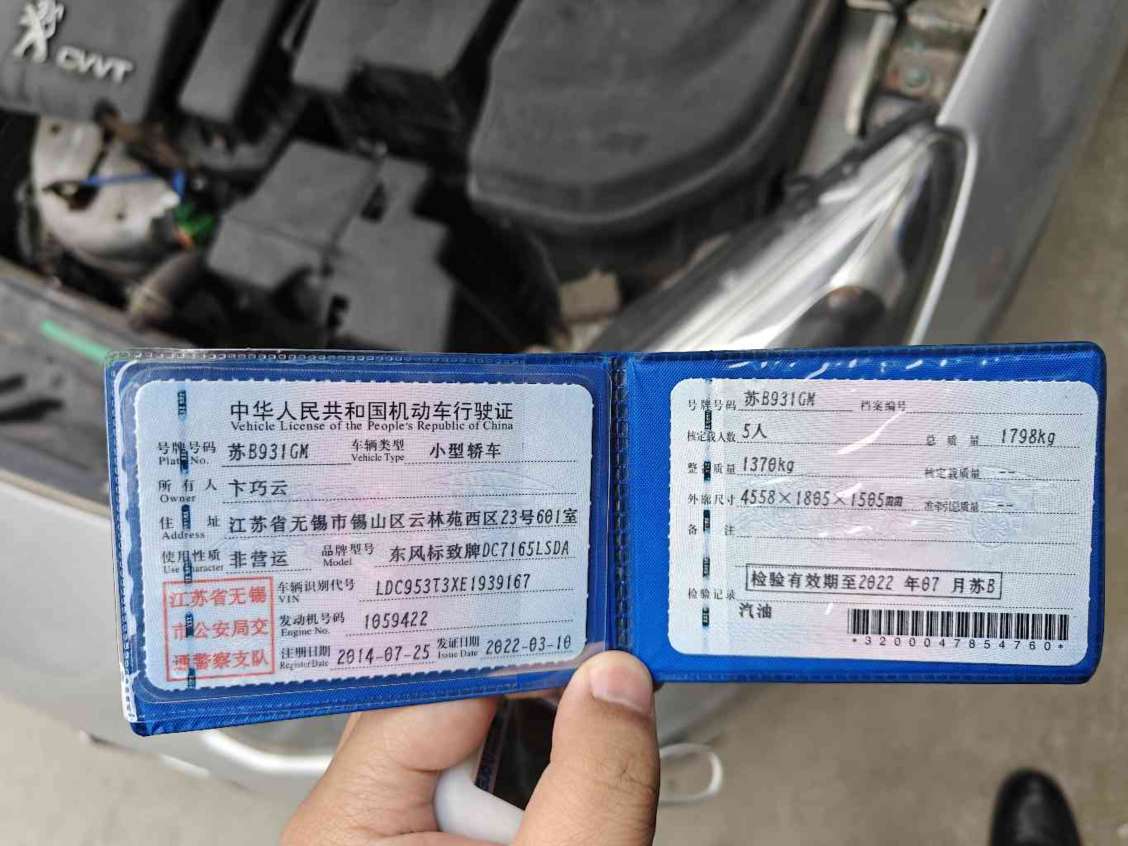 CVVT
中华人民共和国机动车行驶证
Vehicle License of the People's Republic of China
号牌号码 苏B931GM 车辆类型 小型轿车
Plate No. Vehicle Type
所有人 卞巧云
Owner
住址 江苏省无锡市锡山区云林苑西区23号601室
Address
使用性质 非营运 品牌型号 东风标致牌DC7165LSDA
Use Character Model
江苏省无锡
市公安局交
通警察支队
车辆识别代号 LDC953T3XE1939167
VIN
发动机号码 1059422
Engine No.
注册日期 2014-07-25 发证日期 2022-03-10
Register Date Issue Date
号牌号码 苏B931GM 档案编号
核定载人数 5人 总质量 1798kg
整备质量 1370kg 核定载质量 --
外廓尺寸 4558×1805×1505mm 准牵引总质量 --
备注
检验有效期至2022年07月苏B
检验记录
汽油
*3200047854760*